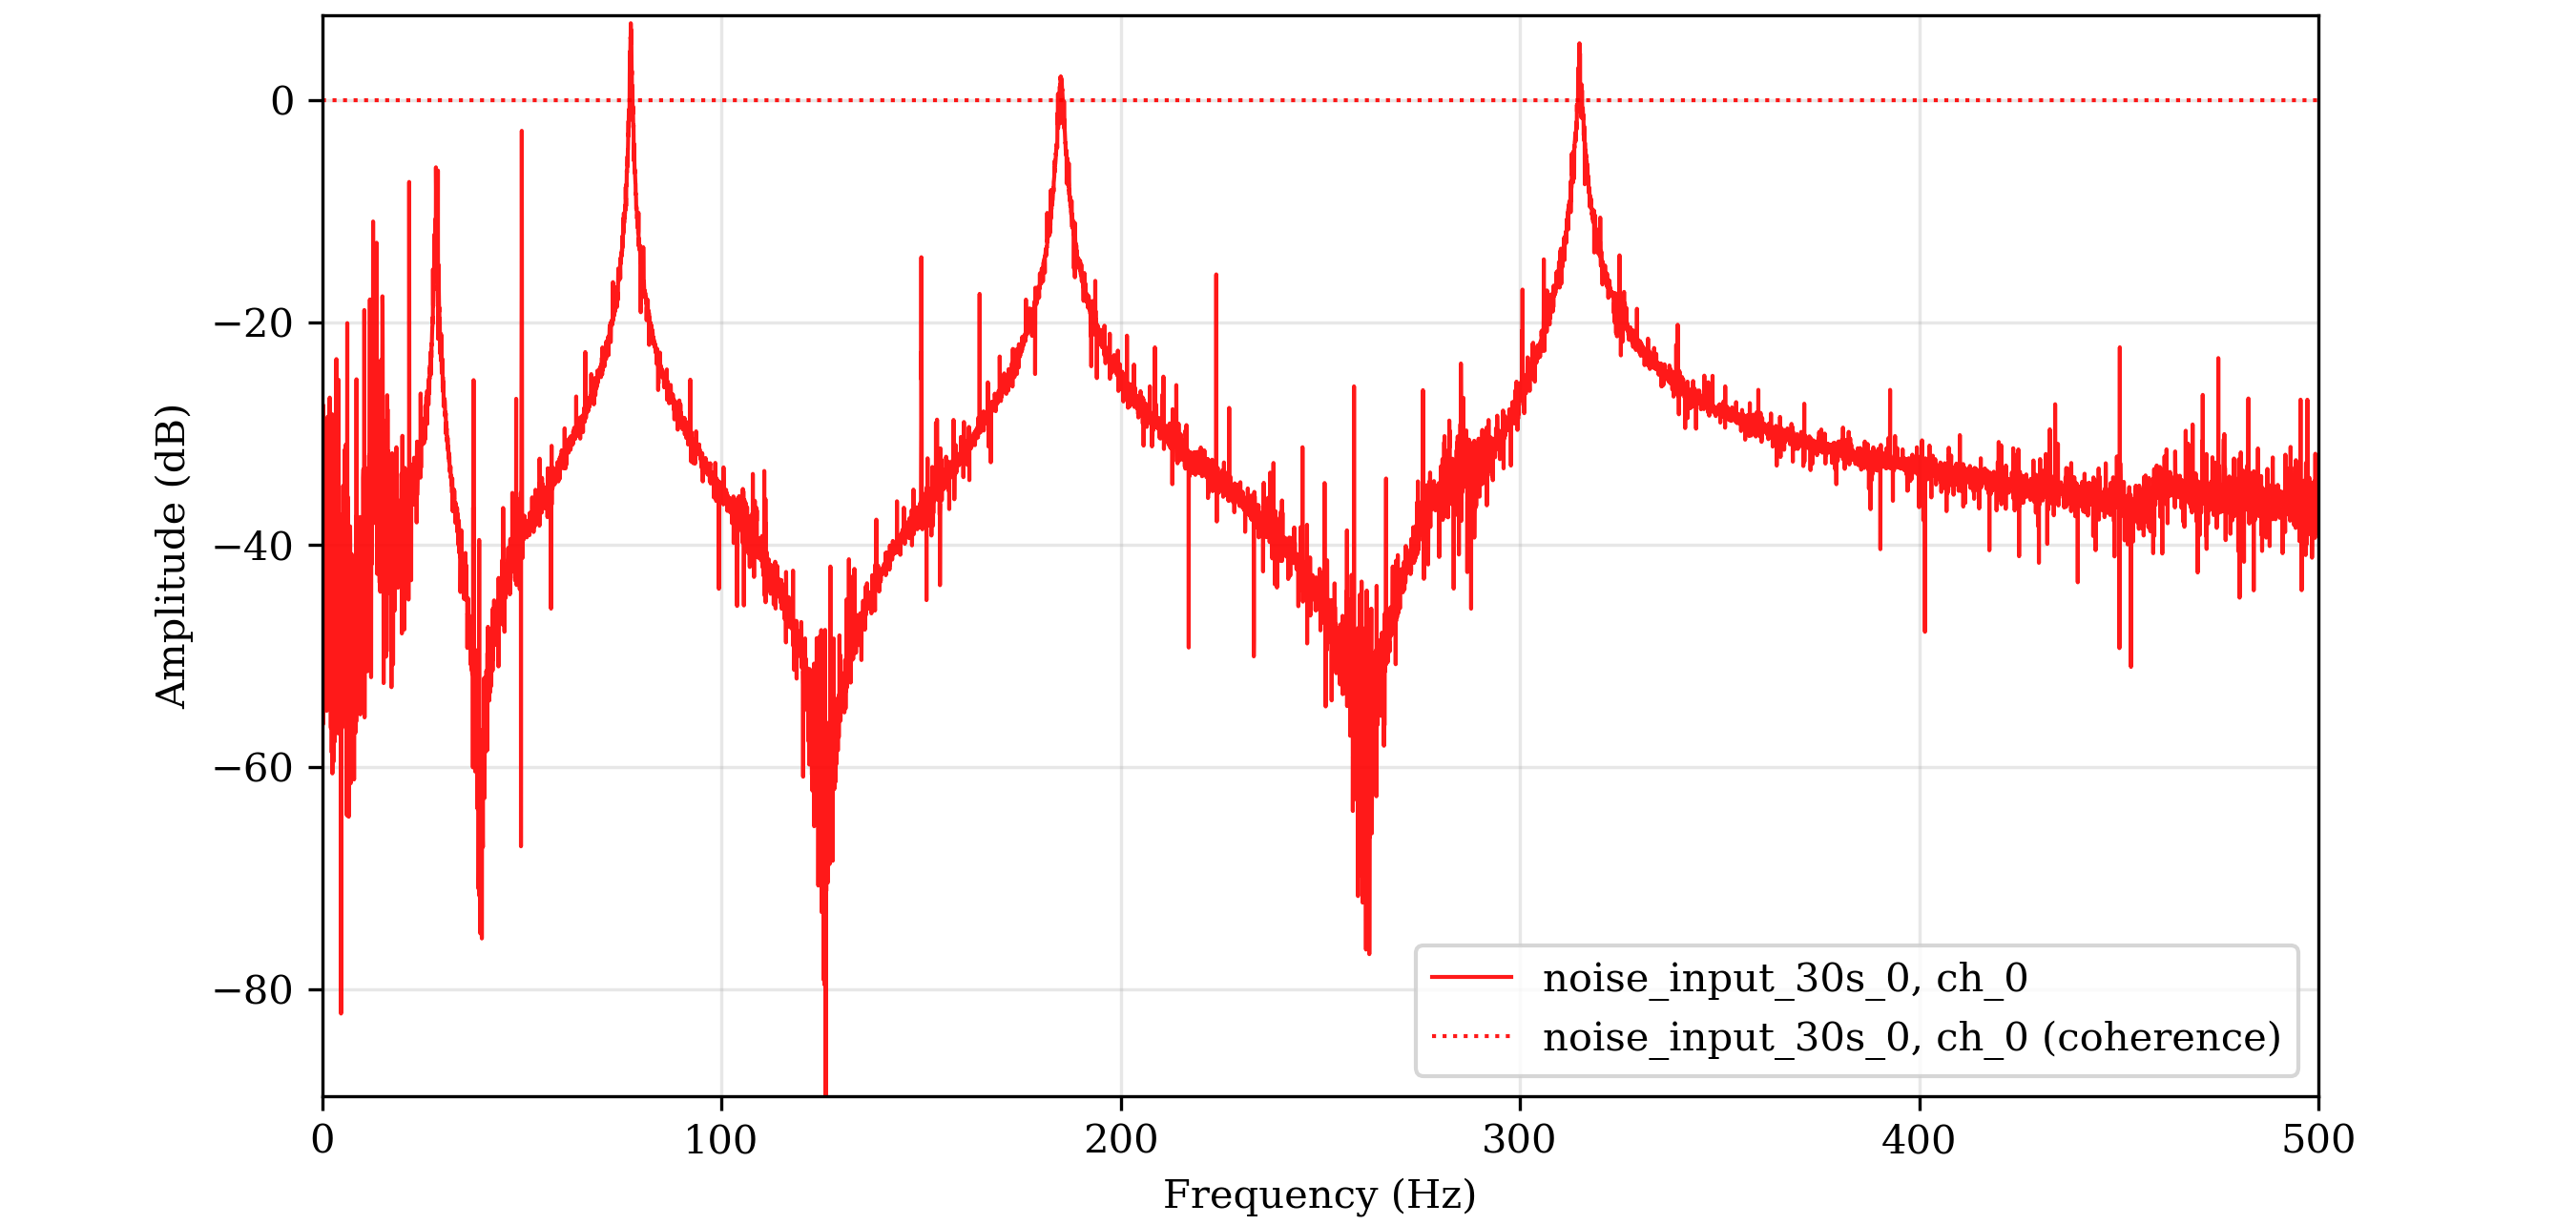 0
−20
−40
−60
−80
Amplitude (dB)
noise_input_30s_0, ch_0
noise_input_30s_0, ch_0 (coherence)
0 100 200 300 400 500
Frequency (Hz)